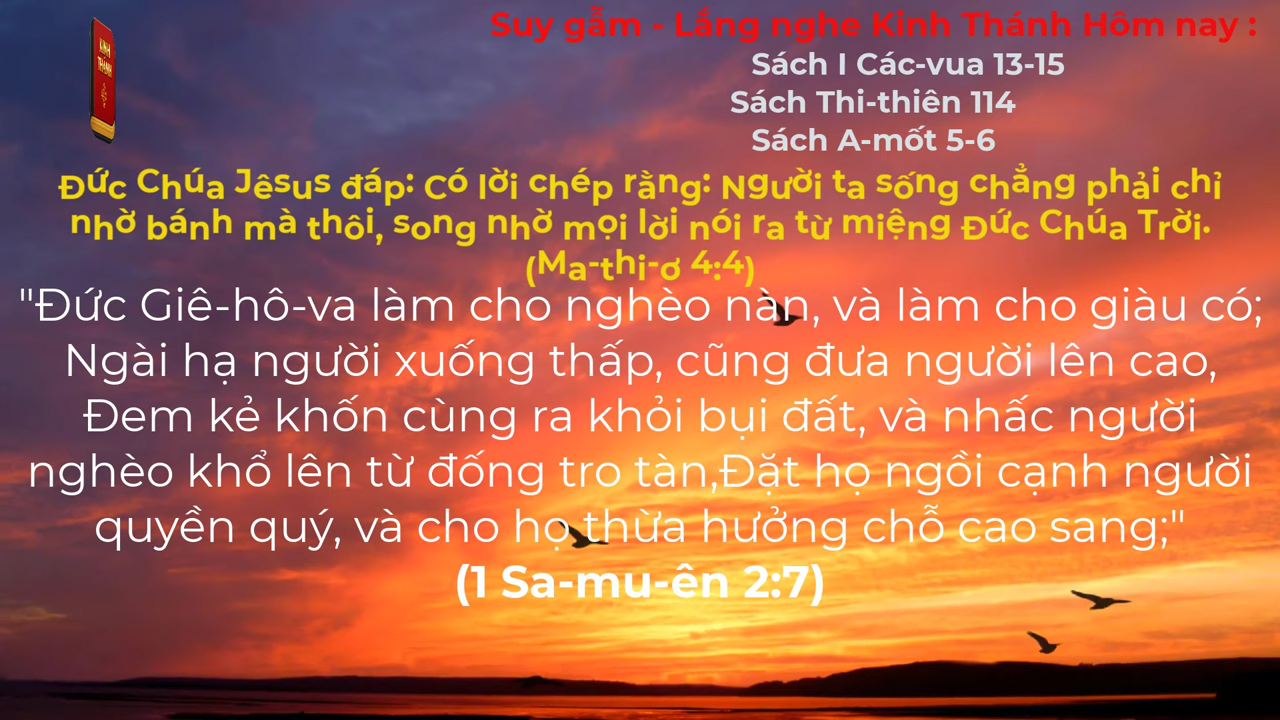 KINH
THÁNH
Suy gẫm - Lắng nghe Kinh Thánh Hôm nay :
Sách I Các-vua 13-15
Sách Thi-thiên 114
Sách A-mốt 5-6
Đức Chúa Jêsus đáp: Có lời chép rằng: Người ta sống chẳng phải chỉ
nhờ bánh mà thôi, song nhờ mọi lời nói ra từ miệng Đức Chúa Trời.
(Ma-thi-ơ 4:4)
"Đức Giê-hô-va làm cho nghèo nàn, và làm cho giàu có;
Ngài hạ người xuống thấp, cũng đưa người lên cao,
Đem kẻ khốn cùng ra khỏi bụi đất, và nhấc người
nghèo khổ lên từ đống tro tàn,Đặt họ ngồi cạnh người
quyền quý, và cho họ thừa hưởng chỗ cao sang;"
(1 Sa-mu-ên 2:7)